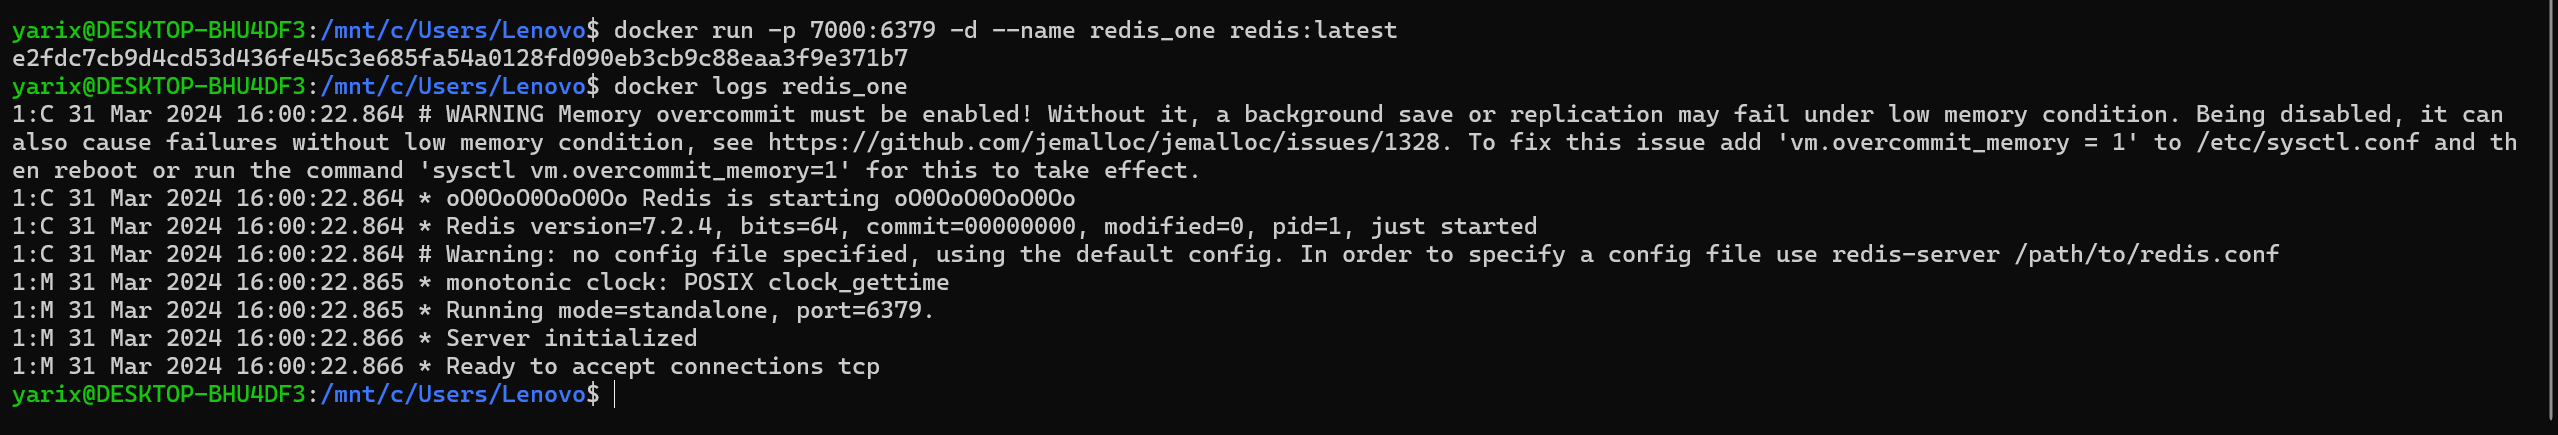 yarix@DESKTOP-BHU4DF3:/mnt/c/Users/Lenovo$ docker run -p 7000:6379 -d --name redis_one redis:latest
e2fdc7cb9d4cd53d436fe45c3e685fa54a0128fd090eb3cb9c88eaa3f9e371b7
yarix@DESKTOP-BHU4DF3:/mnt/c/Users/Lenovo$ docker logs redis_one
1:C 31 Mar 2024 16:00:22.864 # WARNING Memory overcommit must be enabled! Without it, a background save or replication may fail under low memory condition. Being disabled, it can
also cause failures without low memory condition, see https://github.com/jemalloc/jemalloc/issues/1328. To fix this issue add 'vm.overcommit_memory = 1' to /etc/sysctl.conf and th
en reboot or run the command 'sysctl vm.overcommit_memory=1' for this to take effect.
1:C 31 Mar 2024 16:00:22.864 * oO0OoO0OoO0Oo Redis is starting oO0OoO0OoO0Oo
1:C 31 Mar 2024 16:00:22.864 * Redis version=7.2.4, bits=64, commit=00000000, modified=0, pid=1, just started
1:C 31 Mar 2024 16:00:22.864 # Warning: no config file specified, using the default config. In order to specify a config file use redis-server /path/to/redis.conf
1:M 31 Mar 2024 16:00:22.865 * monotonic clock: POSIX clock_gettime
1:M 31 Mar 2024 16:00:22.865 * Running mode=standalone, port=6379.
1:M 31 Mar 2024 16:00:22.866 * Server initialized
1:M 31 Mar 2024 16:00:22.866 * Ready to accept connections tcp
yarix@DESKTOP-BHU4DF3:/mnt/c/Users/Lenovo$